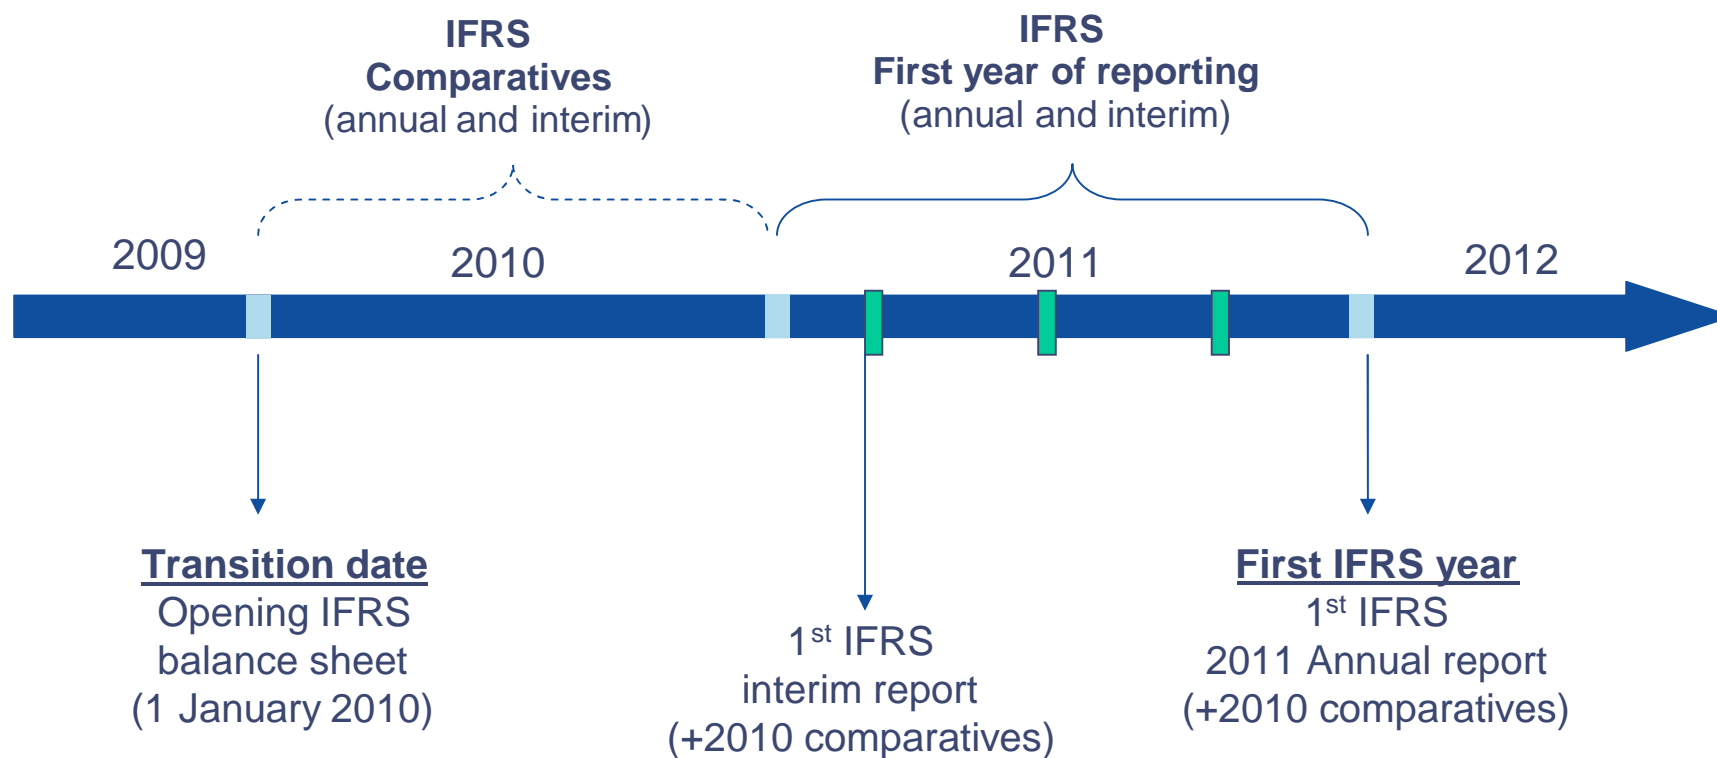 IFRS
Comparatives
(annual and interim)
IFRS
First year of reporting
(annual and interim)
2009
2010
2011
2012
Transition date
Opening IFRS
balance sheet
(1 January 2010)
1st IFRS
interim report
(+2010 comparatives)
First IFRS year
1st IFRS
2011 Annual report
(+2010 comparatives)